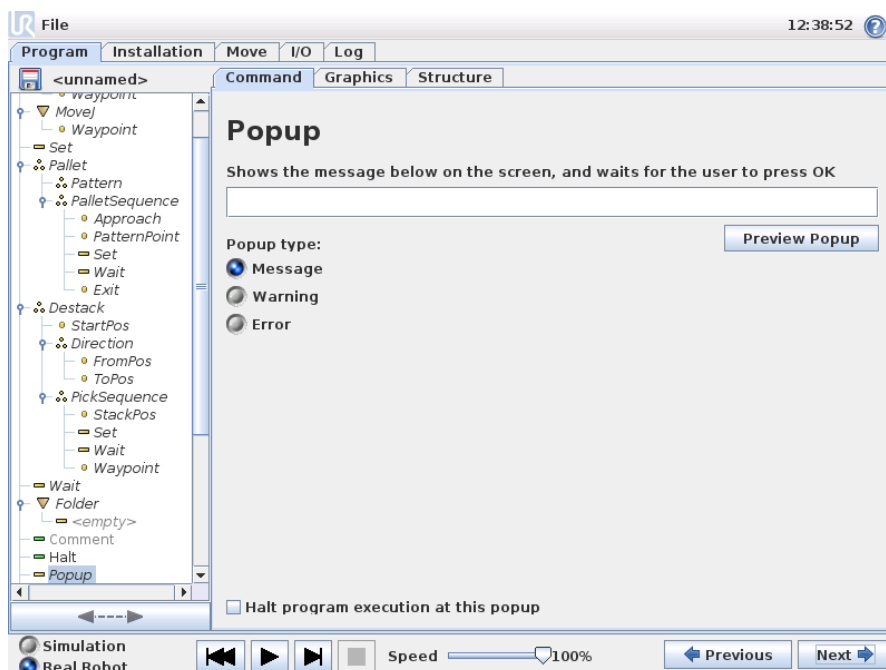 UR File 12:38:52 ?
Program Installation Move I/O Log
<unnamed> Command Graphics Structure
Waypoint
MoveJ
Waypoint
Set
Pallet
Pattern
PalletSequence
Approach
PatternPoint
Set
Wait
Exit
Destack
StartPos
Direction
FromPos
ToPos
PickSequence
StackPos
Set
Wait
Waypoint
Wait
Folder
<empty>
Comment
Halt
Popup
Popup
Shows the message below on the screen, and waits for the user to press OK
Preview Popup
Popup type:
Message
Warning
Error
Halt program execution at this popup
Simulation
Real Robot
Speed 100% Previous Next